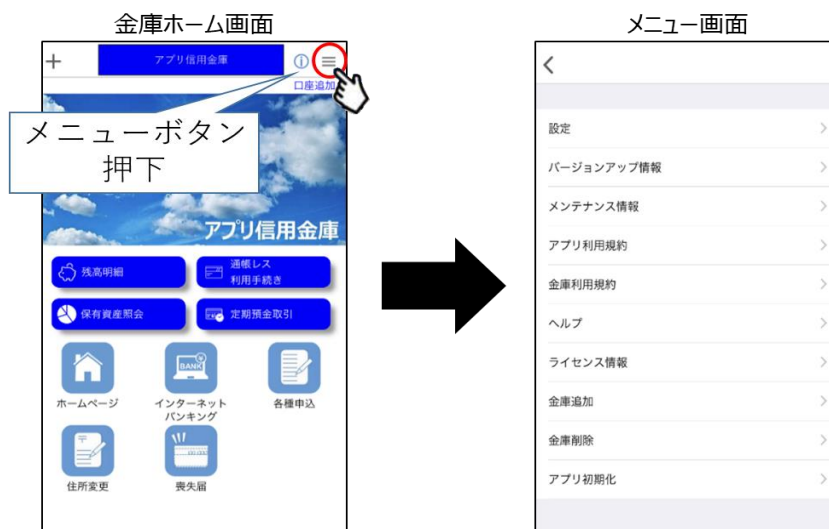 金庫ホーム画面
アプリ信用金庫
口座追加
メニューボタン
押下
アプリ信用金庫
残高明細
通帳レス
利用手続き
保有資産照会
定期預金取引
BANK
ホームページ
インターネット
バンキング
各種申込
住所変更
喪失届
メニュー画面
設定
バージョンアップ情報
メンテナンス情報
アプリ利用規約
金庫利用規約
ヘルプ
ライセンス情報
金庫追加
金庫削除
アプリ初期化